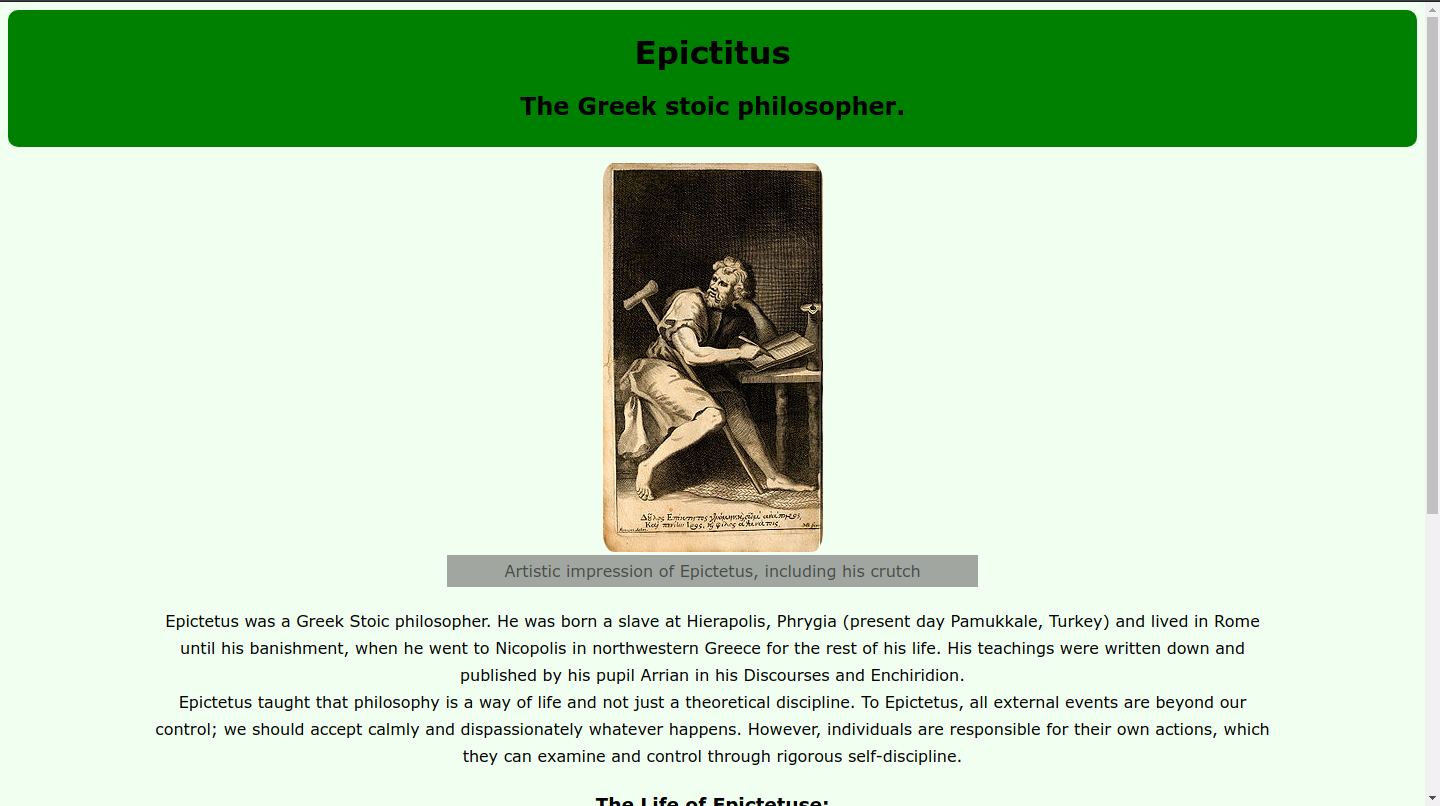 Epictitus
The Greek stoic philosopher.
Artistic impression of Epictetus, including his crutch
Epictetus was a Greek Stoic philosopher. He was born a slave at Hierapolis, Phrygia (present day Pamukkale, Turkey) and lived in Rome
until his banishment, when he went to Nicopolis in northwestern Greece for the rest of his life. His teachings were written down and
published by his pupil Arrian in his Discourses and Enchiridion.
Epictetus taught that philosophy is a way of life and not just a theoretical discipline. To Epictetus, all external events are beyond our
control; we should accept calmly and dispassionately whatever happens. However, individuals are responsible for their own actions, which
they can examine and control through rigorous self-discipline.
The Life of Epictetuse: